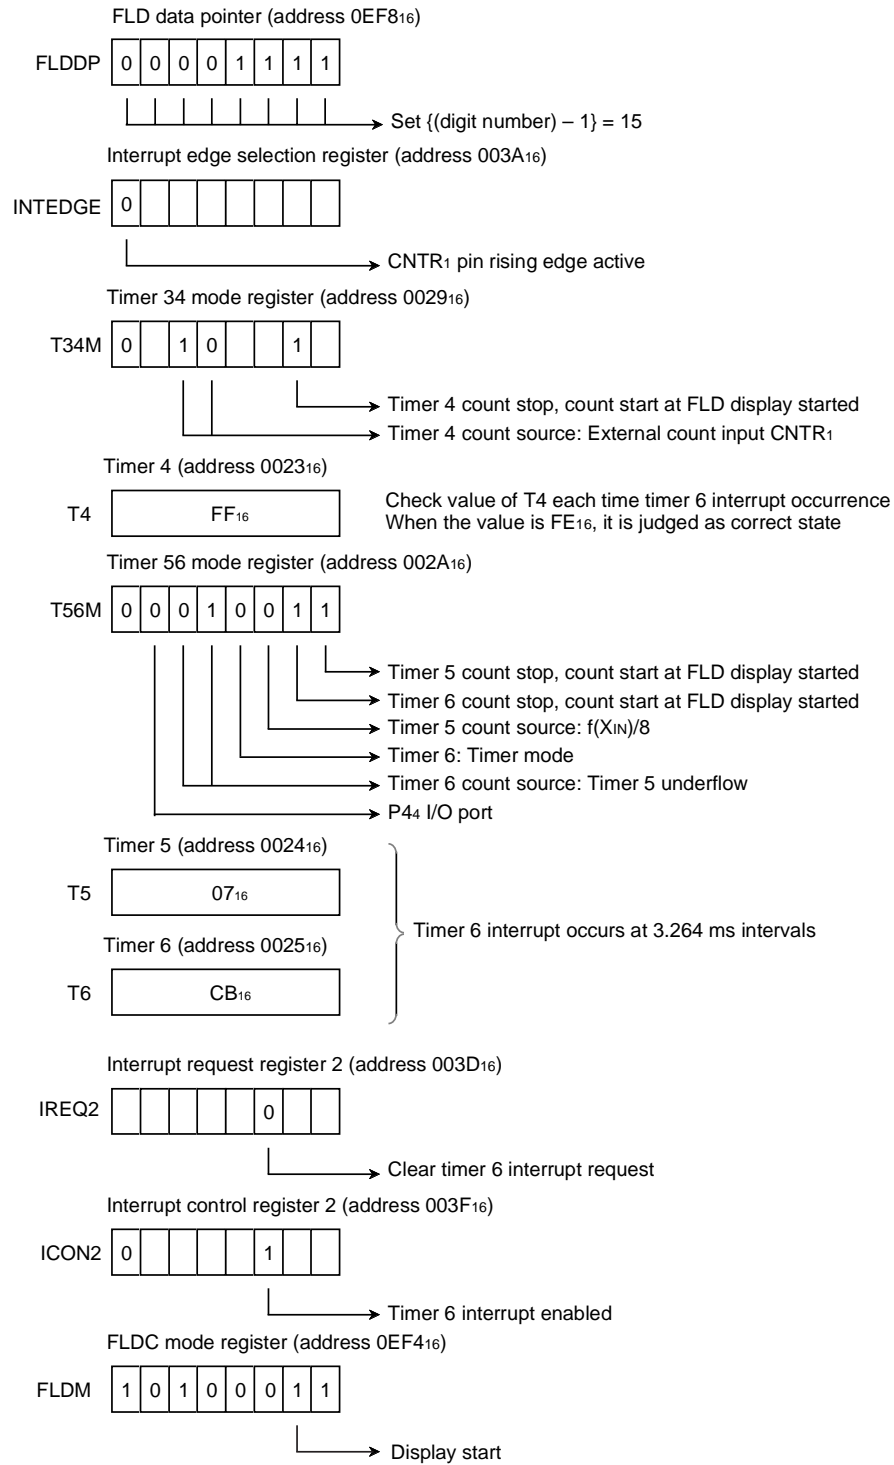 FLD data pointer (address 0EF8₁₆)
FLDDP 0 0 0 0 1 1 1 1
Set {(digit number) – 1} = 15
Interrupt edge selection register (address 003A₁₆)
INTEDGE 0
CNTR₁ pin rising edge active
Timer 34 mode register (address 0029₁₆)
T34M 0 1 0 1
Timer 4 count stop, count start at FLD display started
Timer 4 count source: External count input CNTR₁
Timer 4 (address 0023₁₆)
T4 FF₁₆
Check value of T4 each time timer 6 interrupt occurrence
When the value is FE₁₆, it is judged as correct state
Timer 56 mode register (address 002A₁₆)
T56M 0 0 0 1 0 0 1 1
Timer 5 count stop, count start at FLD display started
Timer 6 count stop, count start at FLD display started
Timer 5 count source: f(XIN)/8
Timer 6: Timer mode
Timer 6 count source: Timer 5 underflow
P4₄ I/O port
Timer 5 (address 0024₁₆)
T5 07₁₆
Timer 6 interrupt occurs at 3.264 ms intervals
Timer 6 (address 0025₁₆)
T6 CB₁₆
Interrupt request register 2 (address 003D₁₆)
IREQ2 0
Clear timer 6 interrupt request
Interrupt control register 2 (address 003F₁₆)
ICON2 0 1
Timer 6 interrupt enabled
FLDC mode register (address 0EF4₁₆)
FLDM 1 0 1 0 0 0 1 1
Display start